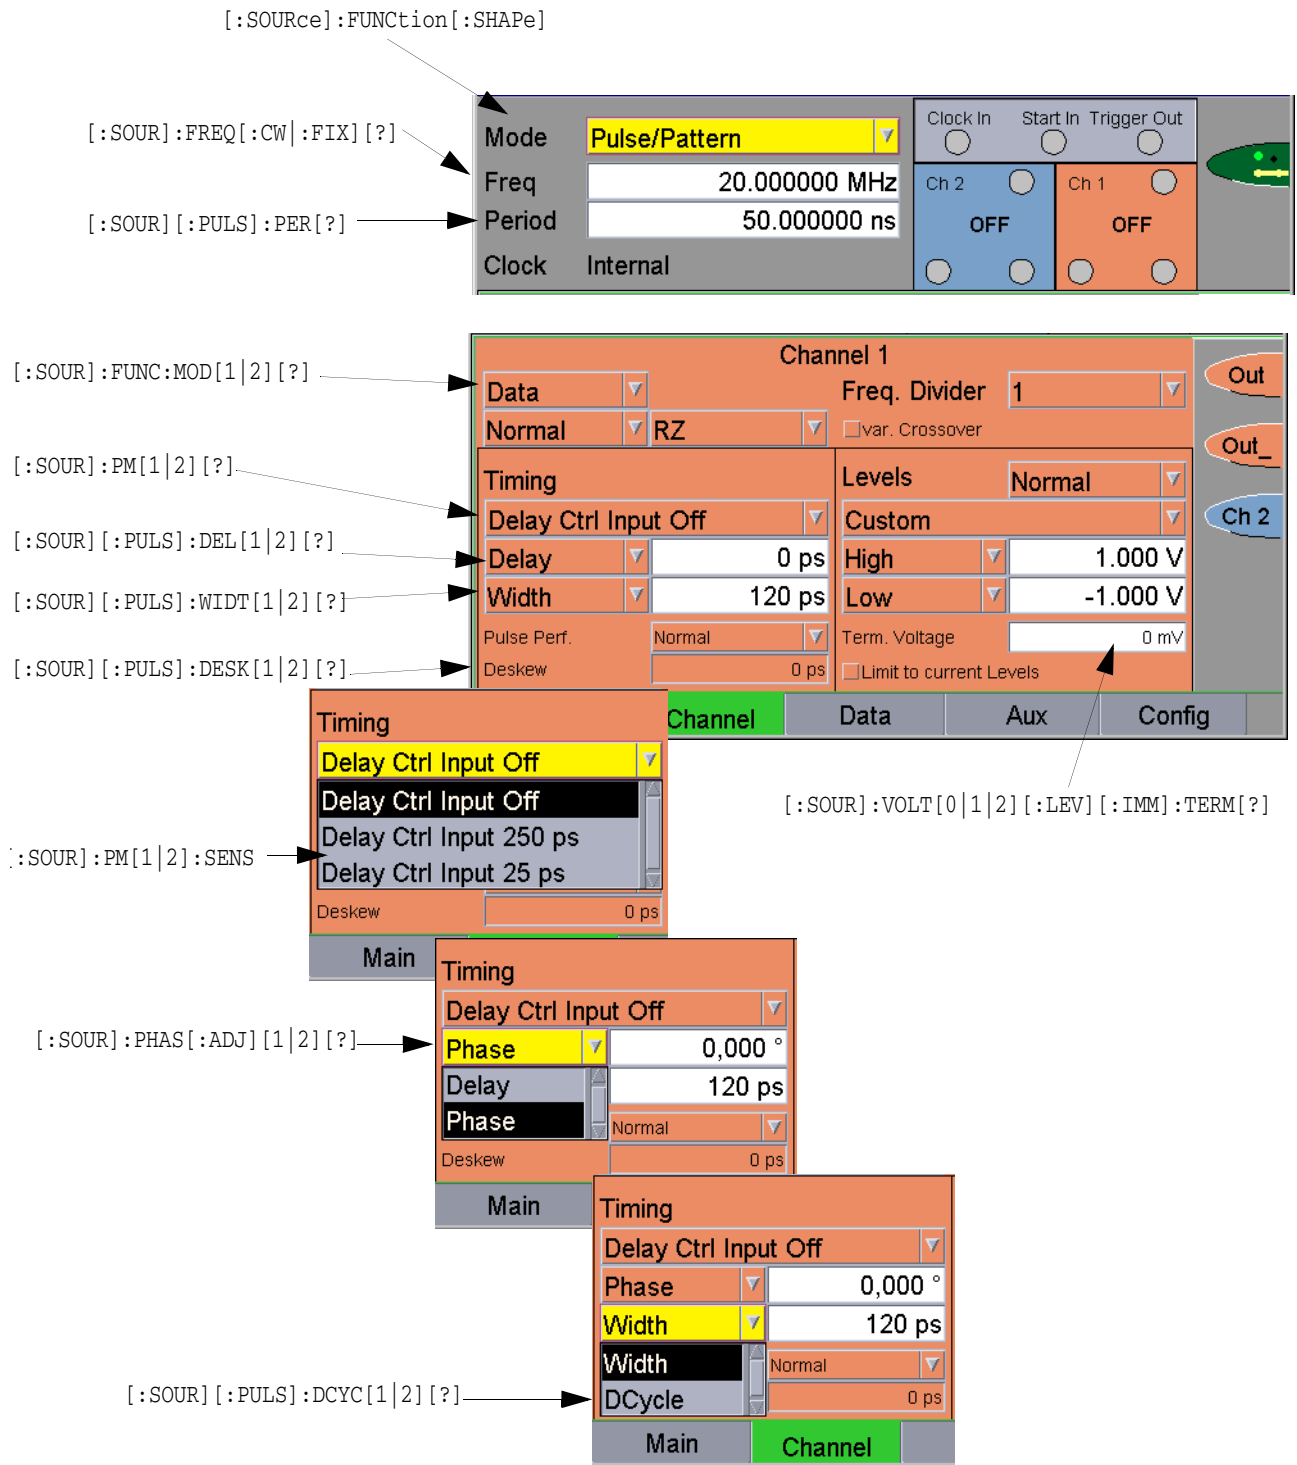 [:SOURce]:FUNCtion[:SHAPe]
[:SOUR]:FREQ[:CW|:FIX][?]
[:SOUR][:PULS]:PER[?]
Mode Pulse/Pattern
Freq 20.000000 MHz
Period 50.000000 ns
Clock Internal
Clock In Start In Trigger Out
Ch 2 Ch 1
OFF OFF
[:SOUR]:FUNC:MOD[1|2][?]
[:SOUR]:PM[1|2][?]
[:SOUR][:PULS]:DEL[1|2][?]
[:SOUR][:PULS]:WIDT[1|2][?]
[:SOUR][:PULS]:DESK[1|2][?]
Channel 1
Data Freq. Divider 1
Normal RZ var. Crossover
Timing Levels Normal
Delay Ctrl Input Off Custom
Delay 0 ps High 1.000 V
Width 120 ps Low -1.000 V
Pulse Perf. Normal Term. Voltage 0 mV
Deskew 0 ps Limit to current Levels
Out
Out_
Ch 2
Channel Data Aux Config
[:SOUR]:VOLT[0|1|2][:LEV][:IMM]:TERM[?]
[:SOUR]:PM[1|2]:SENS
Timing
Delay Ctrl Input Off
Delay Ctrl Input Off
Delay Ctrl Input 250 ps
Delay Ctrl Input 25 ps
Deskew 0 ps
Main
[:SOUR]:PHAS[:ADJ][1|2][?]
Timing
Delay Ctrl Input Off
Phase 0,000 °
Delay 120 ps
Phase Normal
Deskew 0 ps
Main
[:SOUR][:PULS]:DCYC[1|2][?]
Timing
Delay Ctrl Input Off
Phase 0,000 °
Width 120 ps
Width Normal
DCycle 0 ps
Main Channel